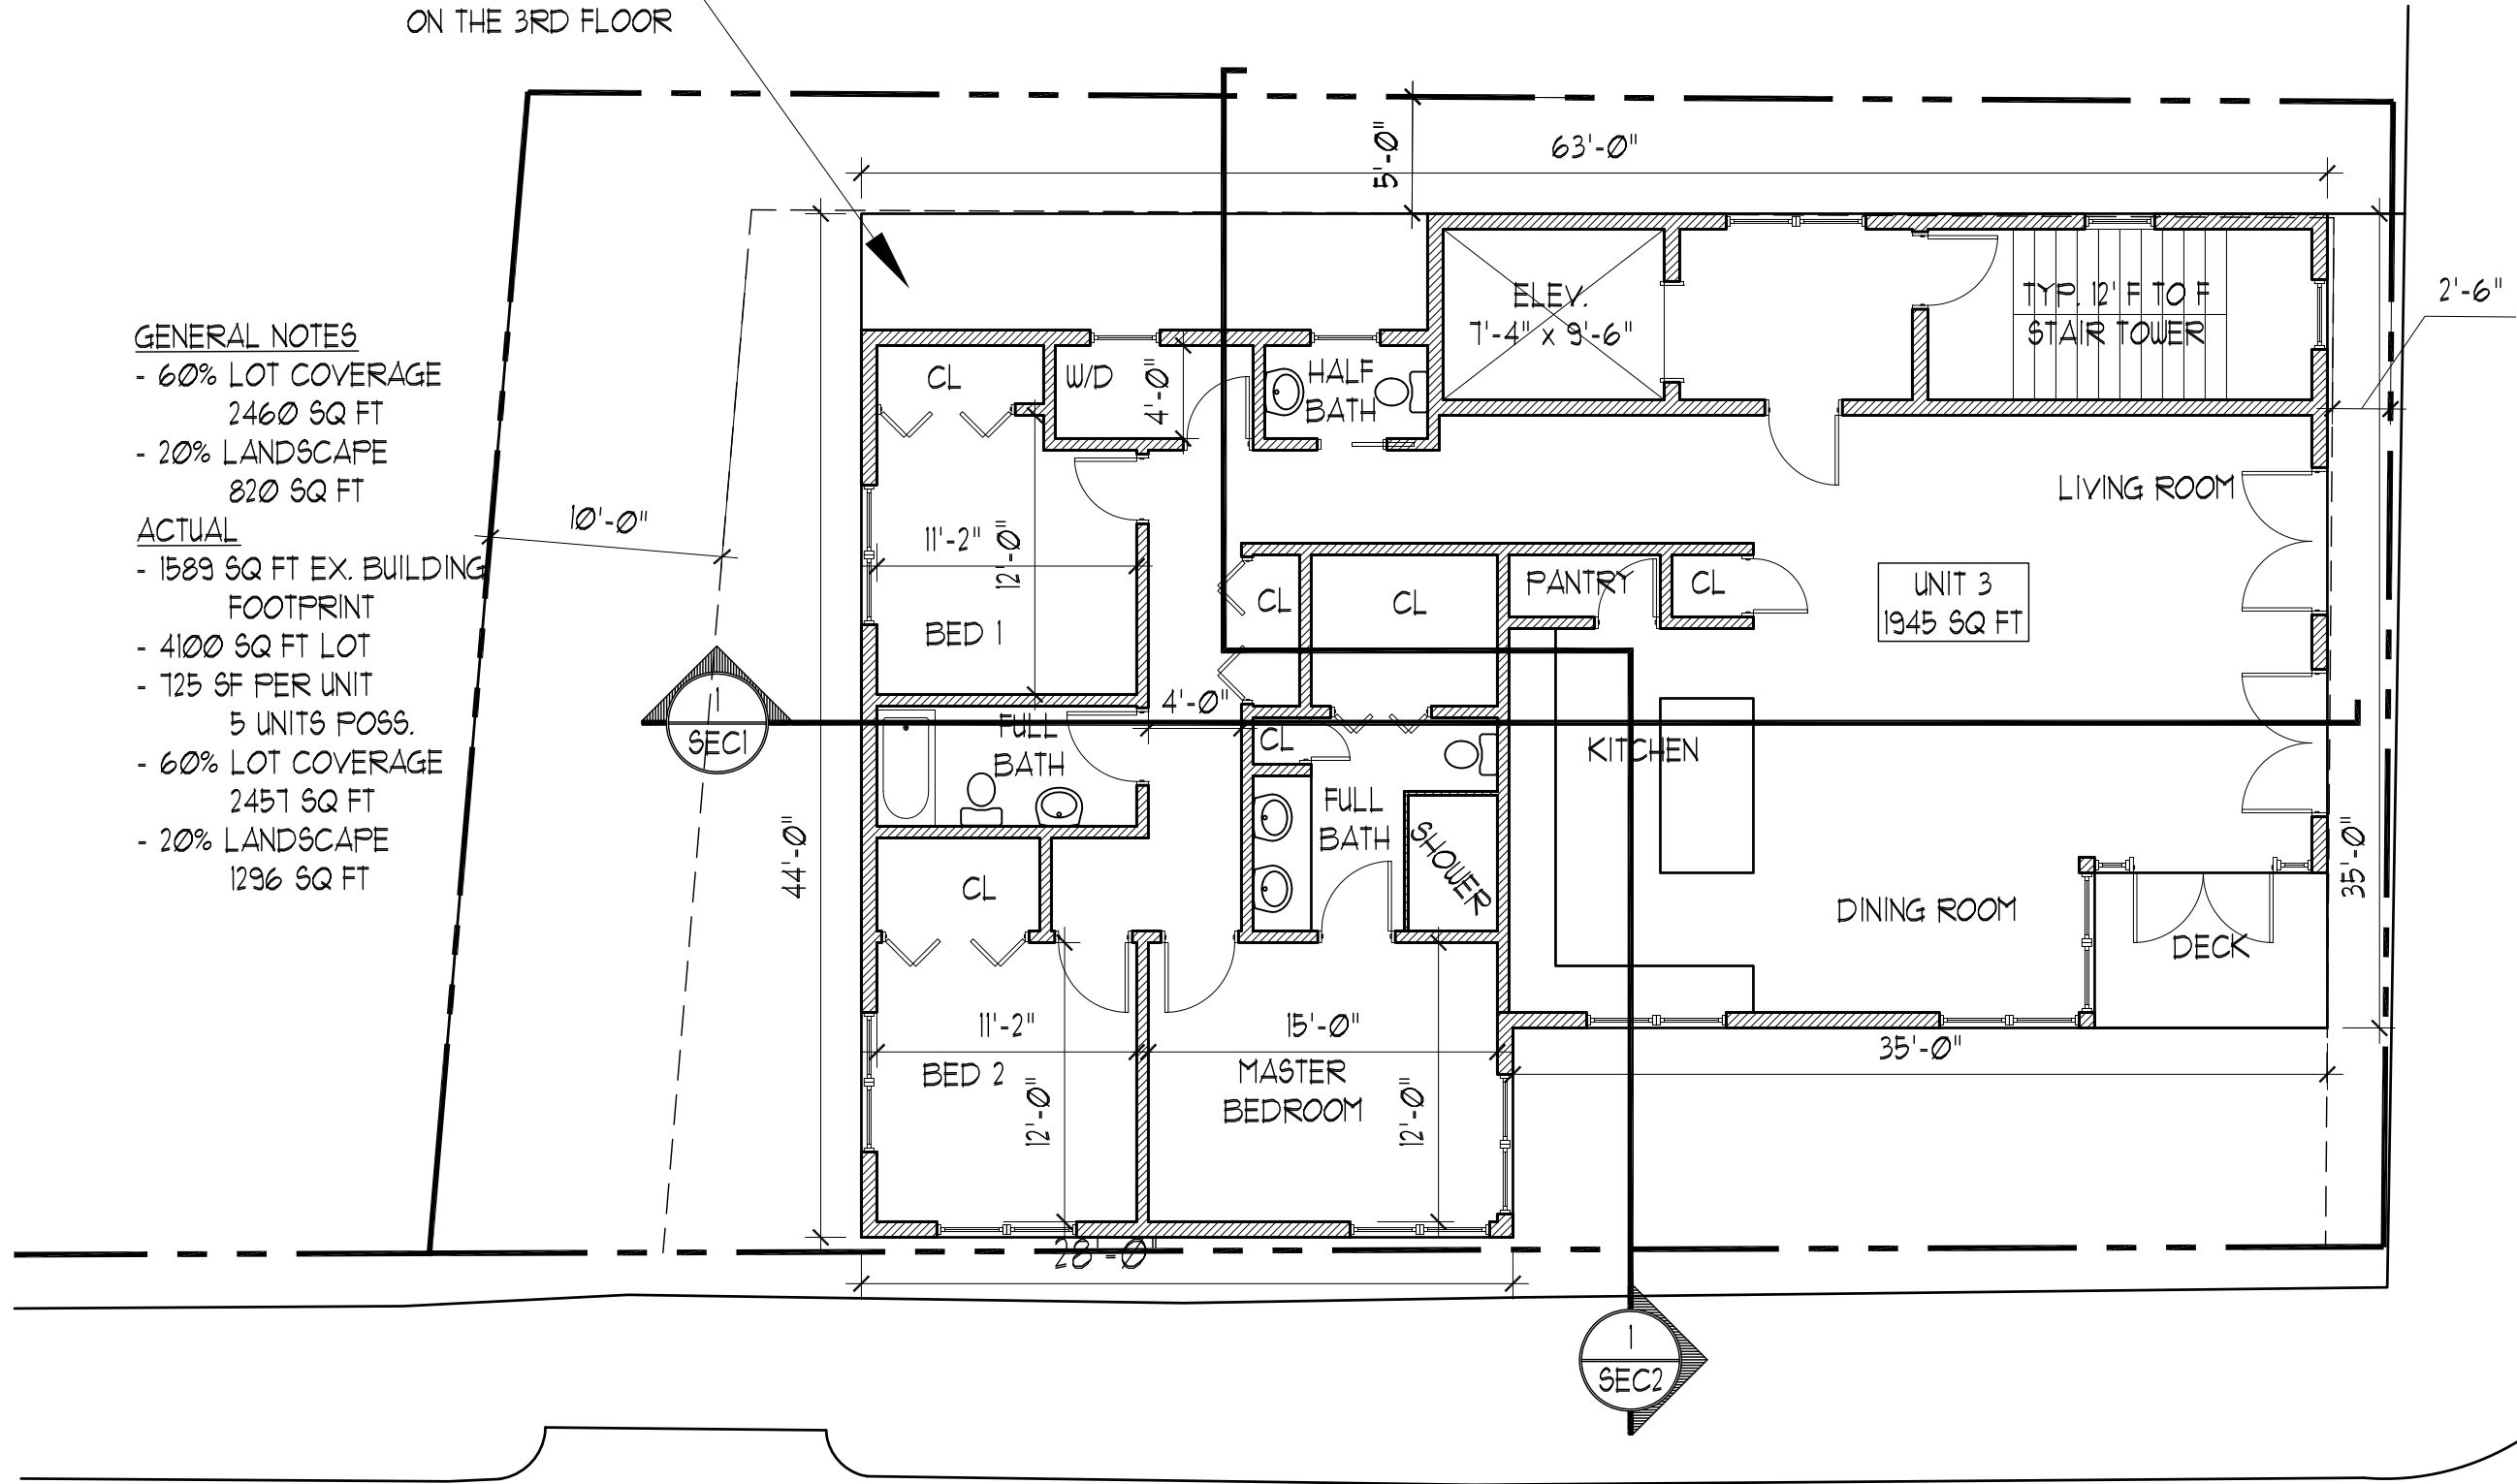 ON THE 3RD FLOOR
63'-0"
5'-0"
2'-6"
ELEV.
7'-4" x 9'-6"
TYP. 12' F TO F
STAIR TOWER
GENERAL NOTES
- 60% LOT COVERAGE
2460 SQ FT
- 20% LANDSCAPE
820 SQ FT
ACTUAL
- 1589 SQ FT EX. BUILDING
FOOTPRINT
- 4100 SQ FT LOT
- 725 SF PER UNIT
5 UNITS POSS.
- 60% LOT COVERAGE
2457 SQ FT
- 20% LANDSCAPE
1296 SQ FT
10'-0"
CL
W/D
4'-0"
HALF
BATH
LIVING ROOM
11'-2"
12'-0"
BED 1
CL
CL
PANTRY
CL
UNIT 3
1945 SQ FT
1
SEC1
4'-0"
FULL
BATH
CL
KITCHEN
FULL
BATH
SHOWER
44'-0"
35'-0"
CL
DINING ROOM
DECK
11'-2"
BED 2
12'-0"
15'-0"
MASTER
BEDROOM
12'-0"
35'-0"
28'-0"
1
SEC2